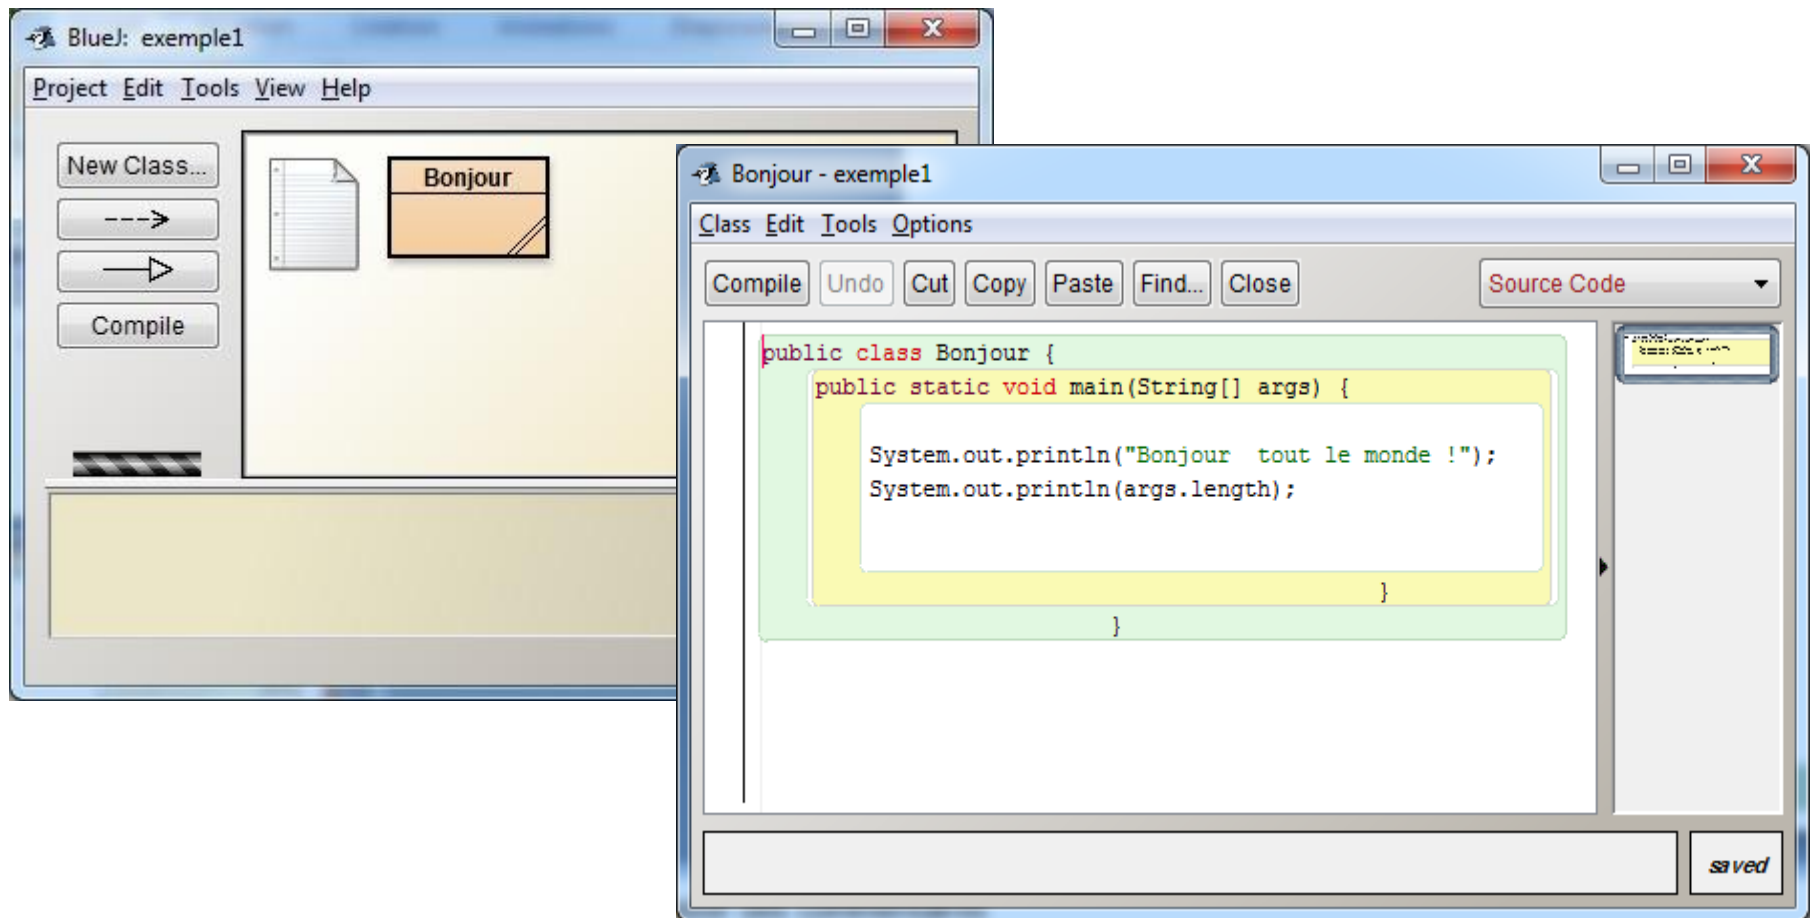 BlueJ: exemple1
Project Edit Tools View Help
New Class...
Compile
Bonjour
Bonjour - exemple1
Class Edit Tools Options
Compile Undo Cut Copy Paste Find... Close Source Code
public class Bonjour {
public static void main(String[] args) {
System.out.println("Bonjour  tout le monde !");
System.out.println(args.length);
}
}
saved